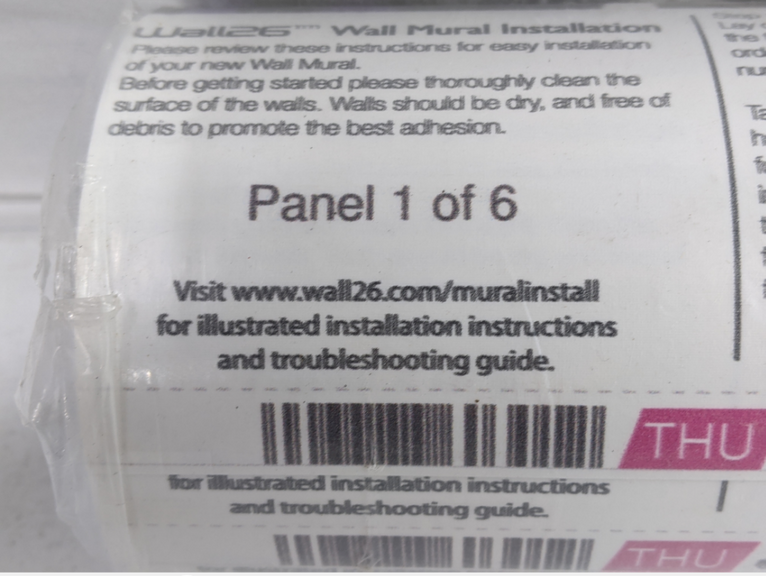 Wall26™ Wall Mural Installation
Please review these instructions for easy installation
of your new Wall Mural.
Before getting started please thoroughly clean the
surface of the walls. Walls should be dry, and free of
debris to promote the best adhesion.
Panel 1 of 6
Visit www.wall26.com/muralinstall
for illustrated installation instructions
and troubleshooting guide.
THU
for illustrated installation instructions
and troubleshooting guide.
THU